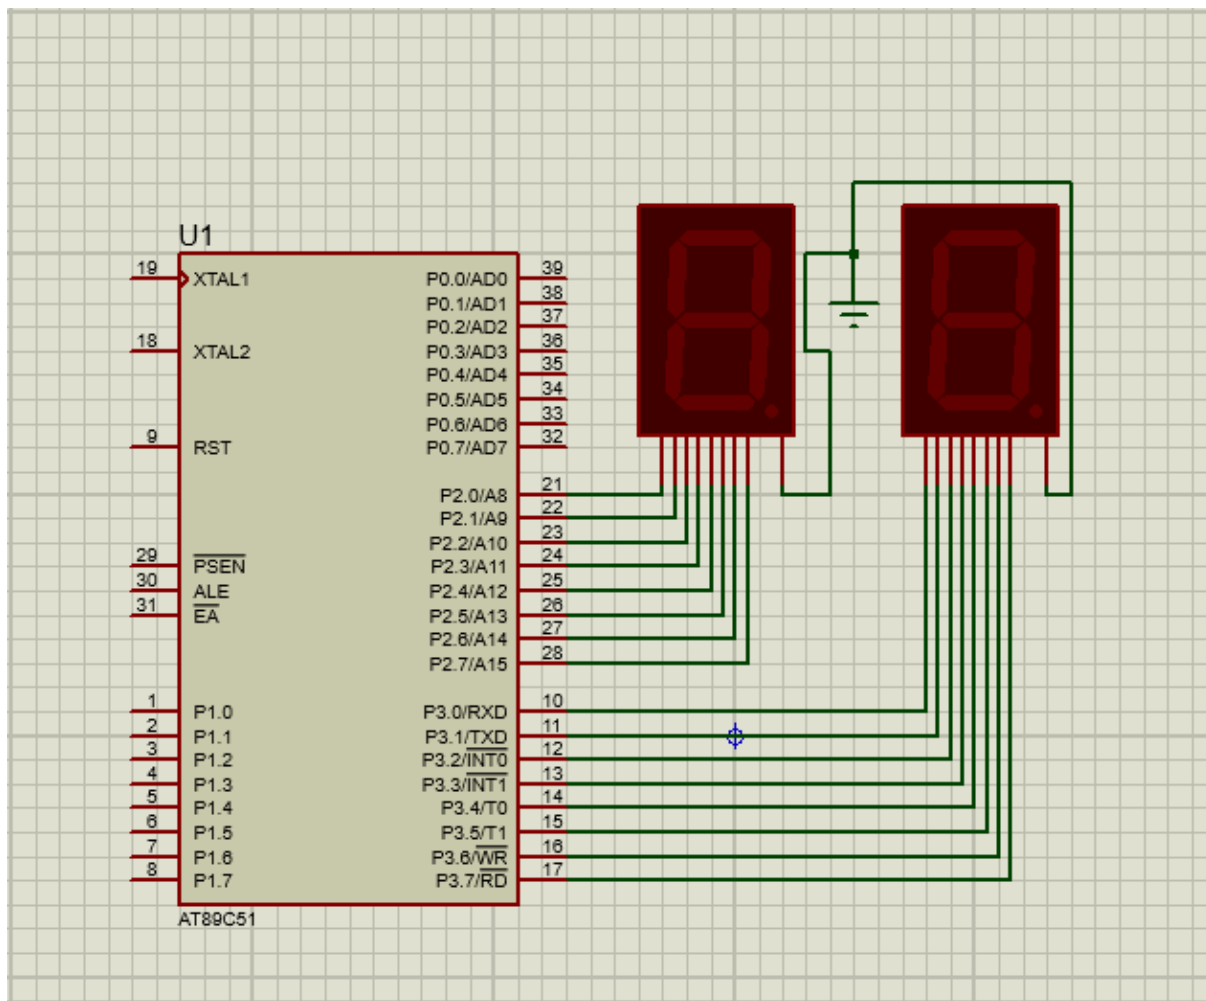 U1
19 XTAL1 P0.0/AD0 39
P0.1/AD1 38
P0.2/AD2 37
18 XTAL2 P0.3/AD3 36
P0.4/AD4 35
P0.5/AD5 34
P0.6/AD6 33
9 RST P0.7/AD7 32
P2.0/A8 21
P2.1/A9 22
P2.2/A10 23
29 PSEN P2.3/A11 24
30 ALE P2.4/A12 25
31 EA P2.5/A13 26
P2.6/A14 27
P2.7/A15 28
1 P1.0 P3.0/RXD 10
2 P1.1 P3.1/TXD 11
3 P1.2 P3.2/INT0 12
4 P1.3 P3.3/INT1 13
5 P1.4 P3.4/T0 14
6 P1.5 P3.5/T1 15
7 P1.6 P3.6/WR 16
8 P1.7 P3.7/RD 17
AT89C51